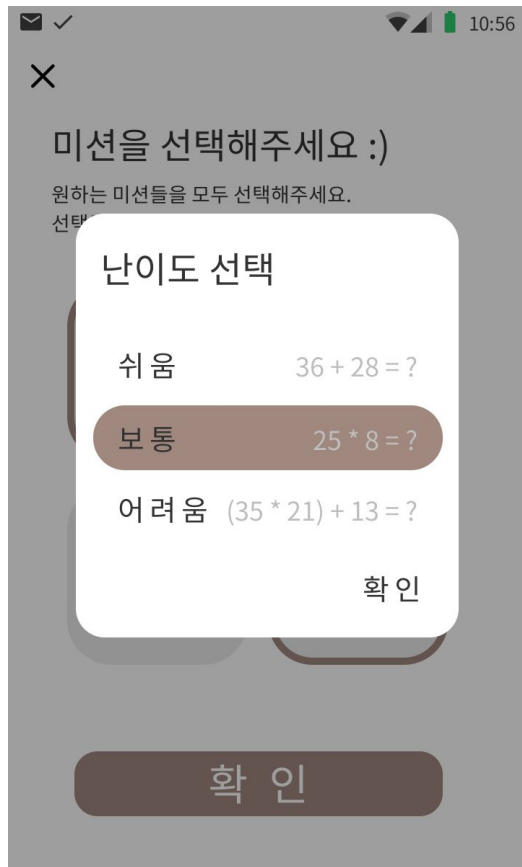 10:56
미션을 선택해주세요 :)
원하는 미션들을 모두 선택해주세요.
선택
난이도 선택
쉬움 36 + 28 = ?
보통 25 * 8 = ?
어려움 (35 * 21) + 13 = ?
확인
확 인